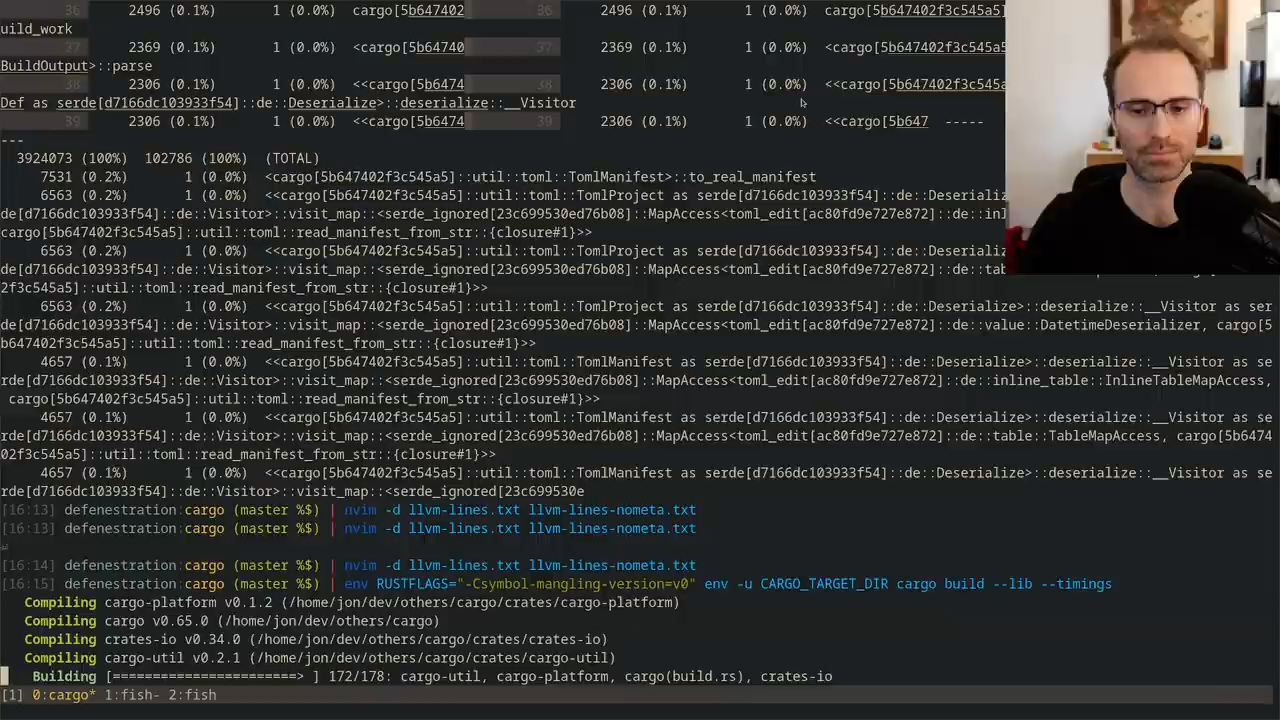 36 2496 (0.1%) 1 (0.0%) cargo[5b647402 36 2496 (0.1%) 1 (0.0%) cargo[5b647402f3c545a5]
uild_work
37 2369 (0.1%) 1 (0.0%) <cargo[5b64740 37 2369 (0.1%) 1 (0.0%) <cargo[5b647402f3c545a5
BuildOutput>::parse
38 2306 (0.1%) 1 (0.0%) <<cargo[5b6474 38 2306 (0.1%) 1 (0.0%) <<cargo[5b647402f3c545a
Def as serde[d7166dc103933f54]::de::Deserialize>::deserialize::__Visitor
39 2306 (0.1%) 1 (0.0%) <<cargo[5b6474 39 2306 (0.1%) 1 (0.0%) <<cargo[5b647 -----
---
3924073 (100%) 102786 (100%) (TOTAL)
7531 (0.2%) 1 (0.0%) <cargo[5b647402f3c545a5]::util::toml::TomlManifest>::to_real_manifest
6563 (0.2%) 1 (0.0%) <<cargo[5b647402f3c545a5]::util::toml::TomlProject as serde[d7166dc103933f54]::de::Deserializ
de[d7166dc103933f54]::de::Visitor>::visit_map::<serde_ignored[23c699530ed76b08]::MapAccess<toml_edit[ac80fd9e727e872]::de::inl
cargo[5b647402f3c545a5]::util::toml::read_manifest_from_str::{closure#1}>>
6563 (0.2%) 1 (0.0%) <<cargo[5b647402f3c545a5]::util::toml::TomlProject as serde[d7166dc103933f54]::de::Deserializ
de[d7166dc103933f54]::de::Visitor>::visit_map::<serde_ignored[23c699530ed76b08]::MapAccess<toml_edit[ac80fd9e727e872]::de::tab
2f3c545a5]::util::toml::read_manifest_from_str::{closure#1}>>
6563 (0.2%) 1 (0.0%) <<cargo[5b647402f3c545a5]::util::toml::TomlProject as serde[d7166dc103933f54]::de::Deserialize>::deserialize::__Visitor as ser
de[d7166dc103933f54]::de::Visitor>::visit_map::<serde_ignored[23c699530ed76b08]::MapAccess<toml_edit[ac80fd9e727e872]::de::value::DatetimeDeserializer, cargo[5
b647402f3c545a5]::util::toml::read_manifest_from_str::{closure#1}>>
4657 (0.1%) 1 (0.0%) <<cargo[5b647402f3c545a5]::util::toml::TomlManifest as serde[d7166dc103933f54]::de::Deserialize>::deserialize::__Visitor as se
rde[d7166dc103933f54]::de::Visitor>::visit_map::<serde_ignored[23c699530ed76b08]::MapAccess<toml_edit[ac80fd9e727e872]::de::inline_table::InlineTableMapAccess,
cargo[5b647402f3c545a5]::util::toml::read_manifest_from_str::{closure#1}>>
4657 (0.1%) 1 (0.0%) <<cargo[5b647402f3c545a5]::util::toml::TomlManifest as serde[d7166dc103933f54]::de::Deserialize>::deserialize::__Visitor as se
rde[d7166dc103933f54]::de::Visitor>::visit_map::<serde_ignored[23c699530ed76b08]::MapAccess<toml_edit[ac80fd9e727e872]::de::table::TableMapAccess, cargo[5b6474
02f3c545a5]::util::toml::read_manifest_from_str::{closure#1}>>
4657 (0.1%) 1 (0.0%) <<cargo[5b647402f3c545a5]::util::toml::TomlManifest as serde[d7166dc103933f54]::de::Deserialize>::deserialize::__Visitor as se
rde[d7166dc103933f54]::de::Visitor>::visit_map::<serde_ignored[23c699530e
[16:13] defenestration:cargo (master %$) | nvim -d llvm-lines.txt llvm-lines-nometa.txt
[16:13] defenestration:cargo (master %$) | nvim -d llvm-lines.txt llvm-lines-nometa.txt
⏎
[16:14] defenestration:cargo (master %$) | nvim -d llvm-lines.txt llvm-lines-nometa.txt
[16:15] defenestration:cargo (master %$) | env RUSTFLAGS="-Csymbol-mangling-version=v0" env -u CARGO_TARGET_DIR cargo build --lib --timings
Compiling cargo-platform v0.1.2 (/home/jon/dev/others/cargo/crates/cargo-platform)
Compiling cargo v0.65.0 (/home/jon/dev/others/cargo)
Compiling crates-io v0.34.0 (/home/jon/dev/others/cargo/crates/crates-io)
Compiling cargo-util v0.2.1 (/home/jon/dev/others/cargo/crates/cargo-util)
Building [=======================> ] 172/178: cargo-util, cargo-platform, cargo(build.rs), crates-io
[1] 0:cargo* 1:fish- 2:fish